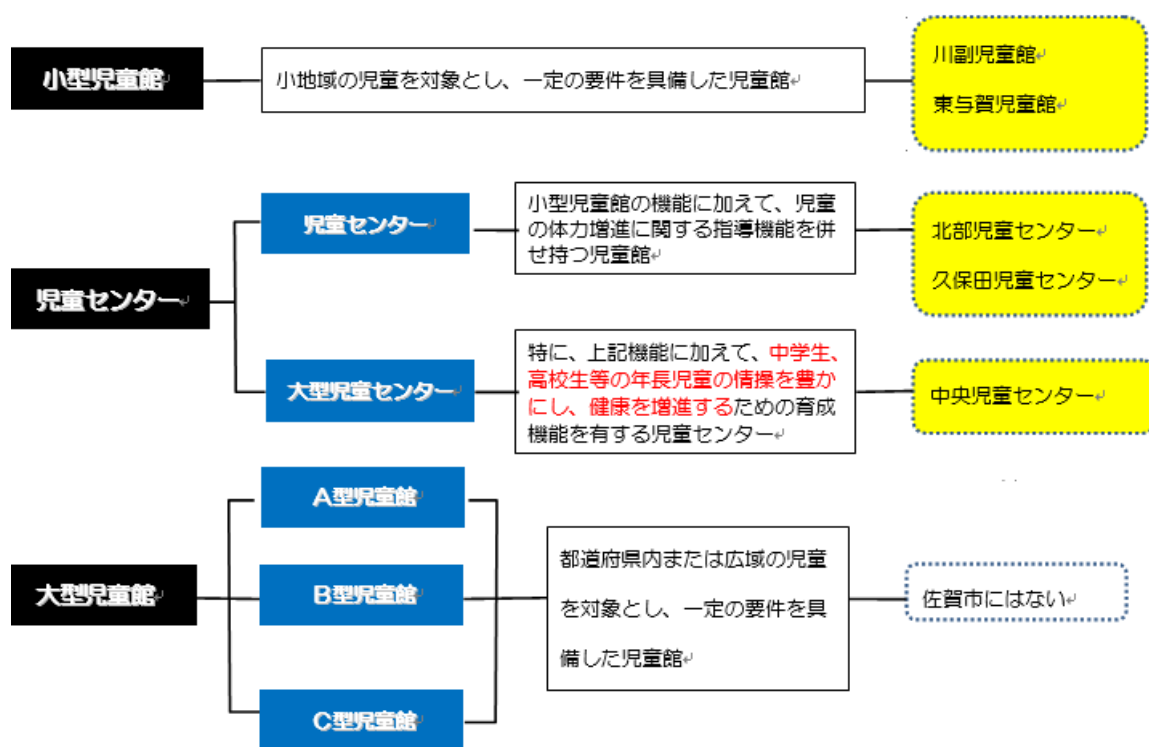 小型児童館
小地域の児童を対象とし、一定の要件を具備した児童館
川副児童館
東与賀児童館
児童センター
児童センター
小型児童館の機能に加えて、児童
の体力増進に関する指導機能を併
せ持つ児童館
北部児童センター
久保田児童センター
大型児童センター
特に、上記機能に加えて、中学生、
高校生等の年長児童の情操を豊か
にし、健康を増進するための育成
機能を有する児童センター
中央児童センター
大型児童館
A型児童館
B型児童館
C型児童館
都道府県内または広域の児童
を対象とし、一定の要件を具
備した児童館
佐賀市にはない